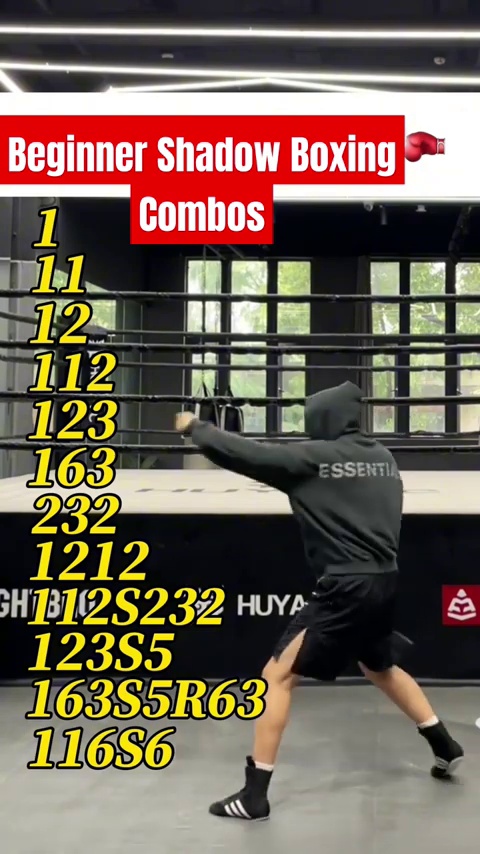 Beginner Shadow Boxing
Combos
1
11
12
112
123
163
232
1212
112S232
123S5
163S5R63
116S6
ESSENTIA
HUYA